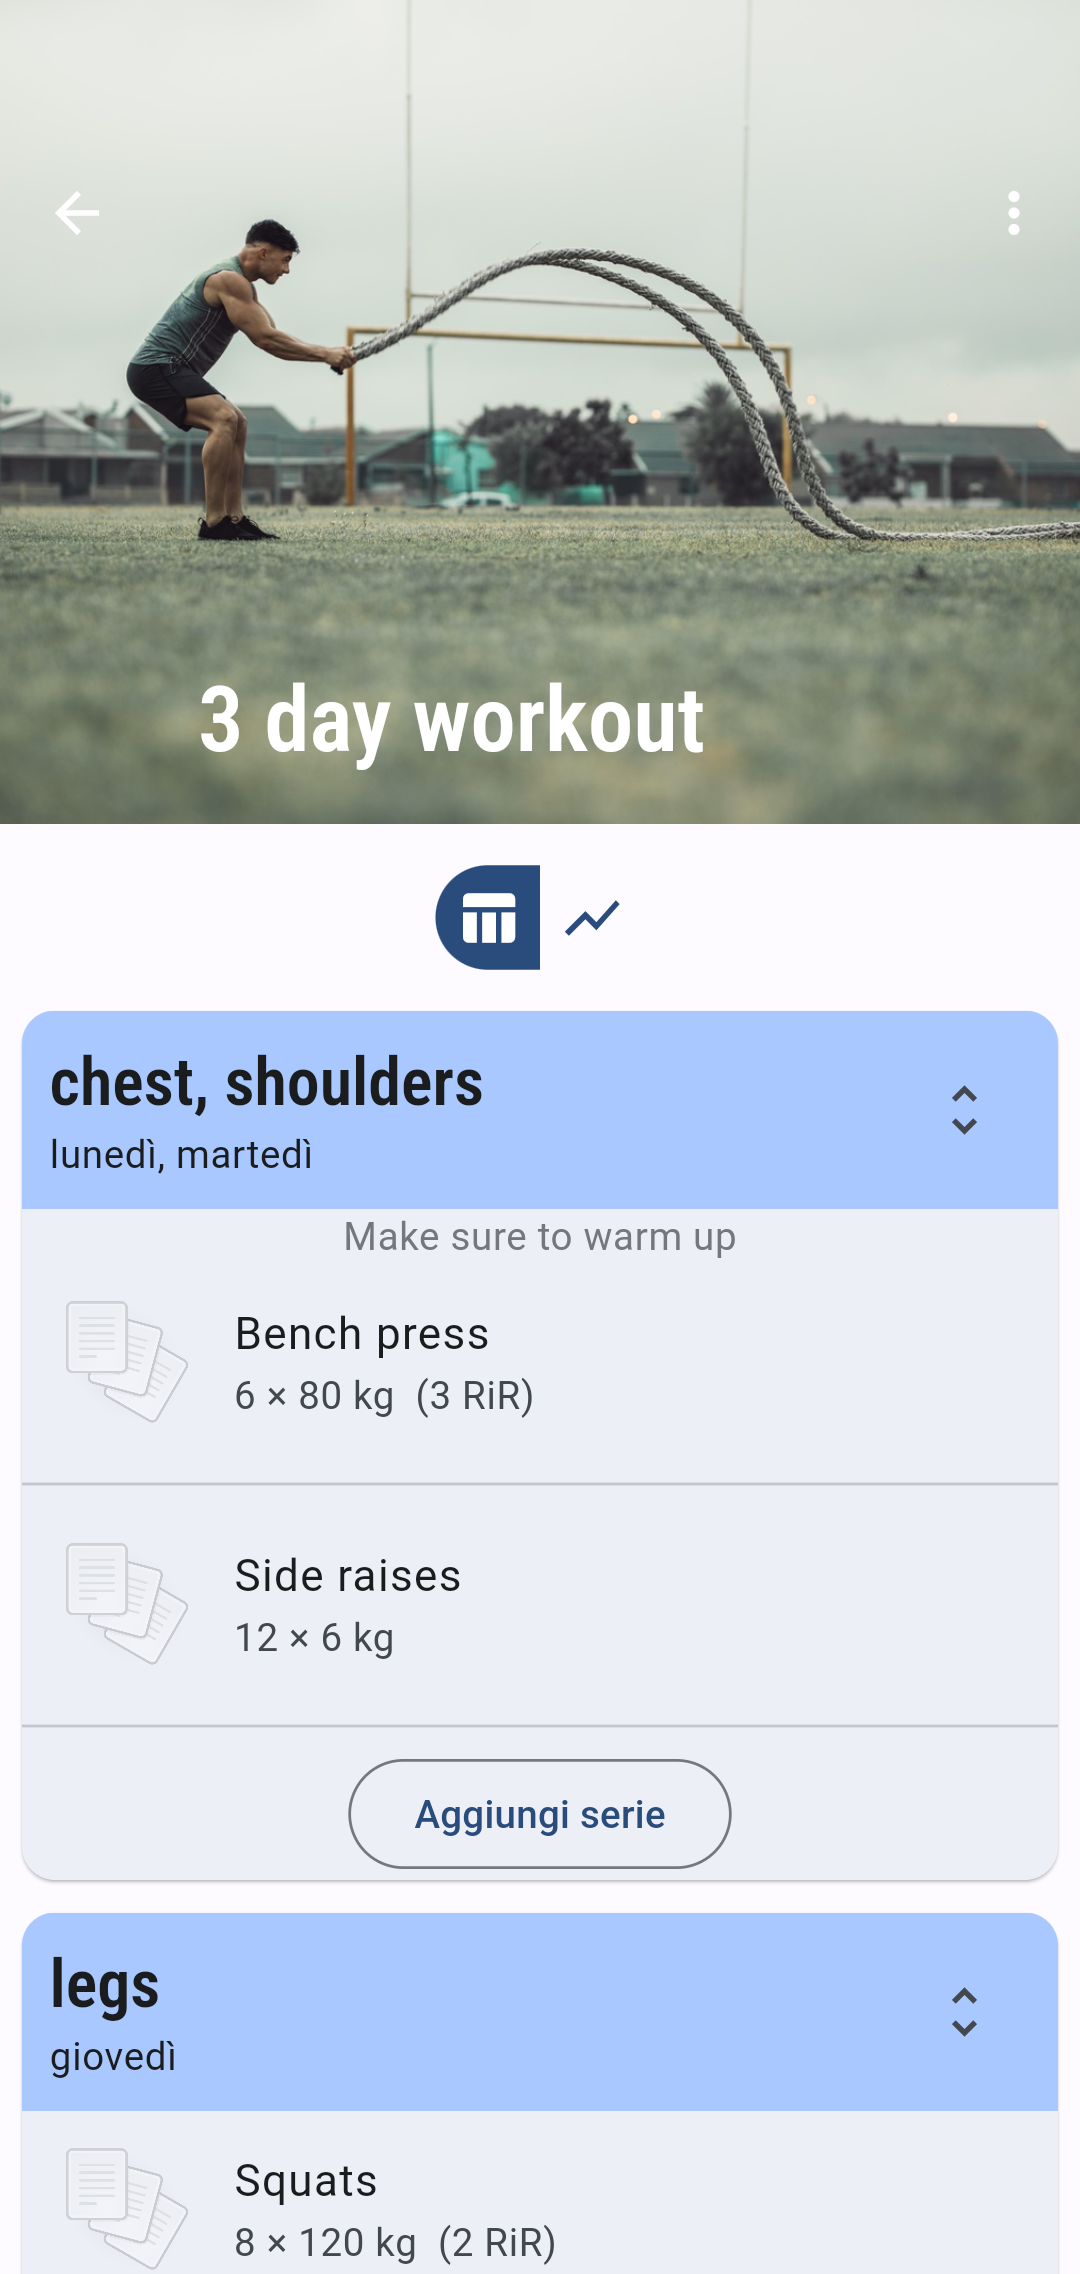 3 day workout
chest, shoulders
lunedì, martedì
Make sure to warm up
Bench press
6 × 80 kg (3 RiR)
Side raises
12 × 6 kg
Aggiungi serie
legs
giovedì
Squats
8 × 120 kg (2 RiR)